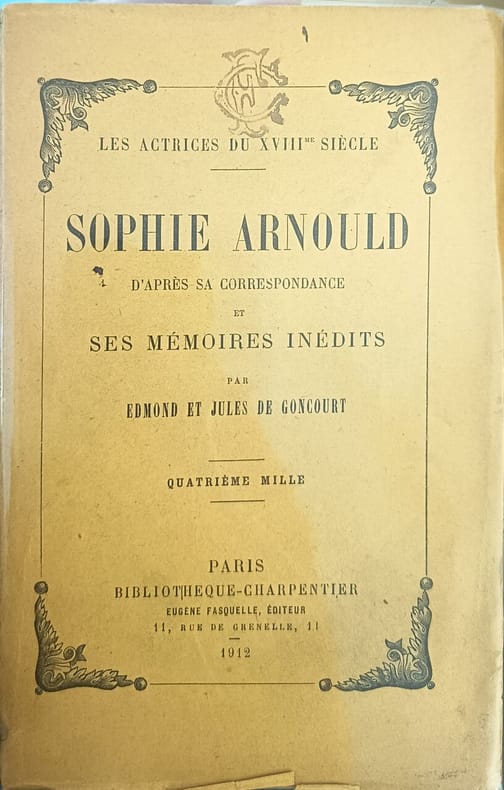 LES ACTRICES DU XVIIIME SIÈCLE
SOPHIE ARNOULD
D'APRÈS SA CORRESPONDANCE
ET
SES MÉMOIRES INÉDITS
PAR
EDMOND ET JULES DE GONCOURT
QUATRIÈME MILLE
PARIS
BIBLIOTHEQUE-CHARPENTIER
EUGÈNE FASQUELLE, ÉDITEUR
11, RUE DE GRENELLE, 11
1912